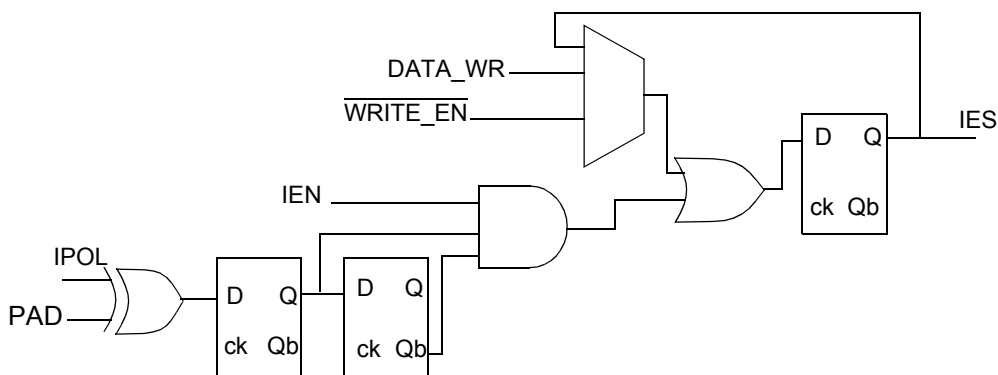 DATA_WR
WRITE_EN
IES
D Q
ck Qb
IEN
IPOL
PAD
D Q
ck Qb
D Q
ck Qb